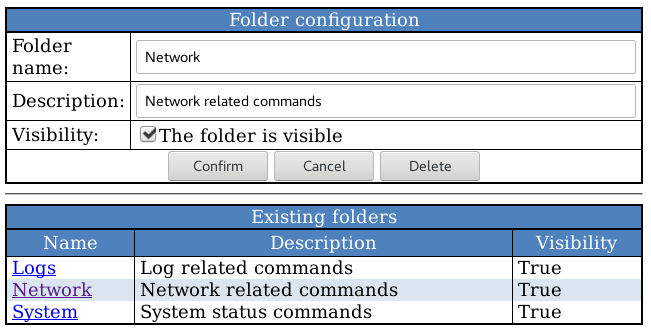 Folder configuration
Folder name:
Network
Description:
Network related commands
Visibility:
The folder is visible
Confirm Cancel Delete
Existing folders
Name Description Visibility
Logs Log related commands True
Network Network related commands True
System System status commands True